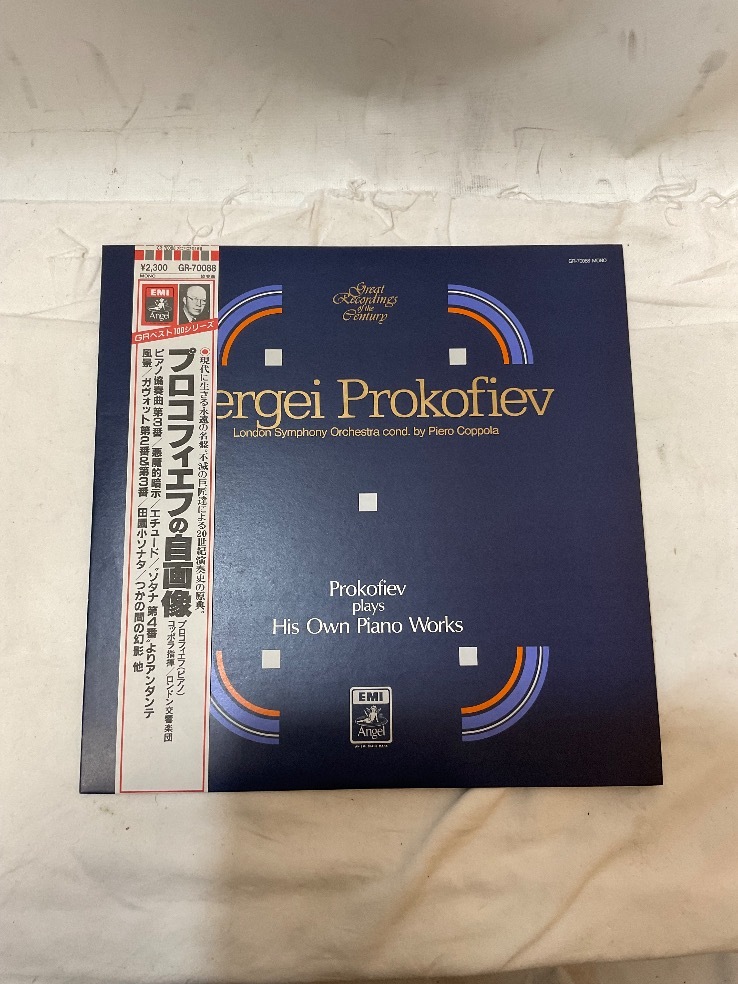 ¥2,300 GR-70088
MONO
EMI
Angel
GRベスト100シリーズ
●現代に生きる永遠の名盤。不滅の巨匠達による20世紀演奏史の原典。
プロコフィエフの自画像
プロコフィエフ(ピアノ)
コッポラ指揮/ロンドン交響楽団
ピアノ協奏曲第3番/悪魔的暗示/エチュード/“ソナタ第4番”よりアンダンテ
風景/ガヴォット第2番&第3番/田園小ソナタ/つかの間の幻影 他
GR-70088 MONO
Great
Recordings
of the
Century
ergei Prokofiev
London Symphony Orchestra cond. by Piero Coppola
Prokofiev
plays
His Own Piano Works
EMI
Angel